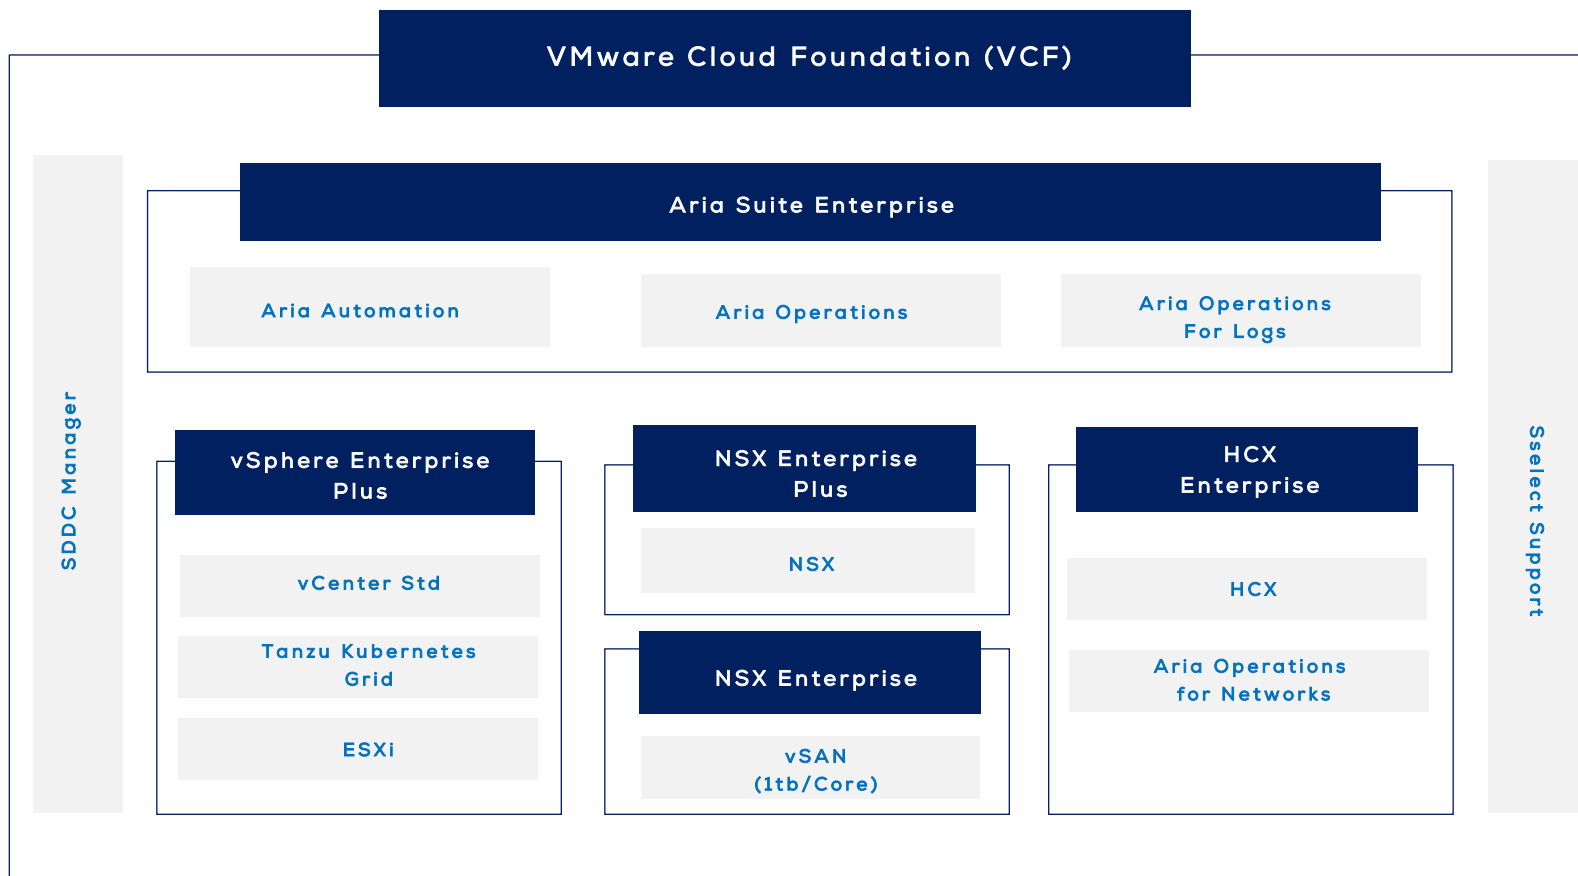 VMware Cloud Foundation (VCF)
Aria Suite Enterprise
Aria Automation
Aria Operations
Aria Operations
For Logs
SDDC Manager
vSphere Enterprise
Plus
vCenter Std
Tanzu Kubernetes
Grid
ESXi
NSX Enterprise
Plus
NSX
NSX Enterprise
vSAN
(1tb/Core)
HCX
Enterprise
HCX
Aria Operations
for Networks
Sselect Support